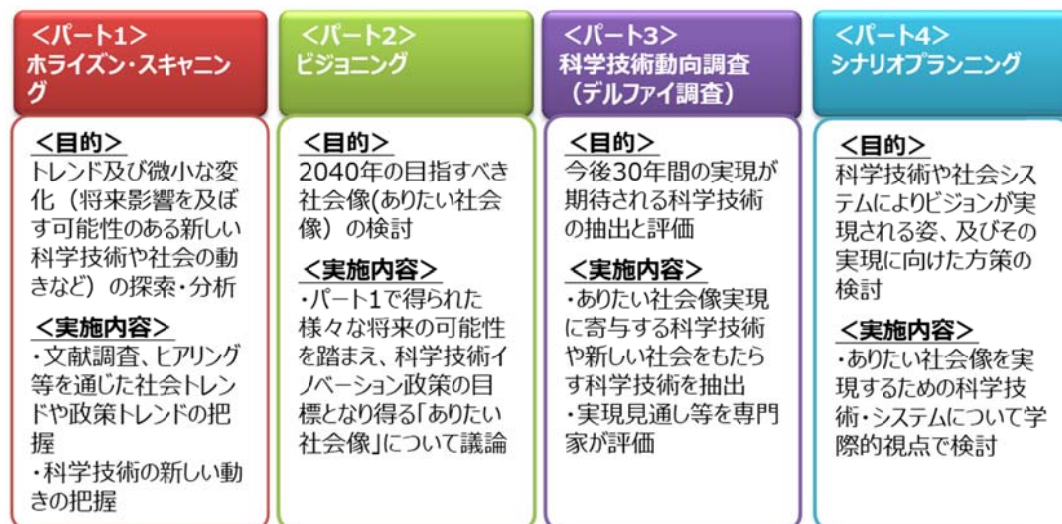 ＜パート1＞
ホライズン・スキャニン
グ
＜目的＞
トレンド及び微小な変
化（将来影響を及ぼ
す可能性のある新しい
科学技術や社会の動
きなど）の探索・分析
＜実施内容＞
・文献調査、ヒアリング
等を通じた社会トレン
ドや政策トレンドの把
握
・科学技術の新しい動
きの把握
＜パート2＞
ビジョニング
＜目的＞
2040年の目指すべき
社会像(ありたい社会
像）の検討
＜実施内容＞
・パート1で得られた
様々な将来の可能性
を踏まえ、科学技術イ
ノベーション政策の目
標となり得る「ありたい
社会像」について議論
＜パート3＞
科学技術動向調査
（デルファイ調査）
＜目的＞
今後30年間の実現が
期待される科学技術
の抽出と評価
＜実施内容＞
・ありたい社会像実現
に寄与する科学技術
や新しい社会をもたら
す科学技術を抽出
・実現見通し等を専門
家が評価
＜パート4＞
シナリオプランニング
＜目的＞
科学技術や社会シス
テムによりビジョンが実
現される姿、及びその
実現に向けた方策の
検討
＜実施内容＞
・ありたい社会像を実
現するための科学技
術・システムについて学
際的視点で検討